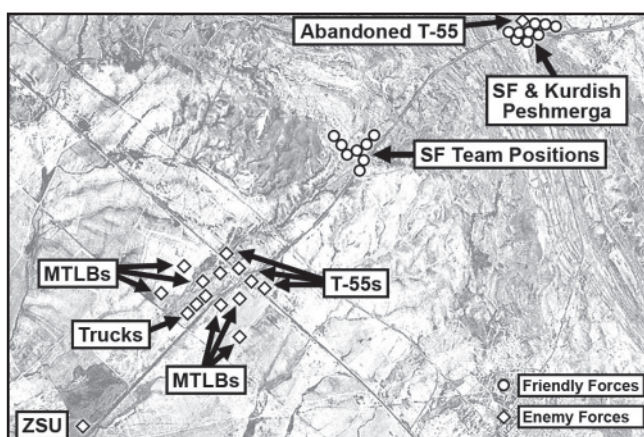 Abandoned T-55
SF & Kurdish
Peshmerga
SF Team Positions
MTLBs
T-55s
Trucks
MTLBs
ZSU
Friendly Forces
Enemy Forces